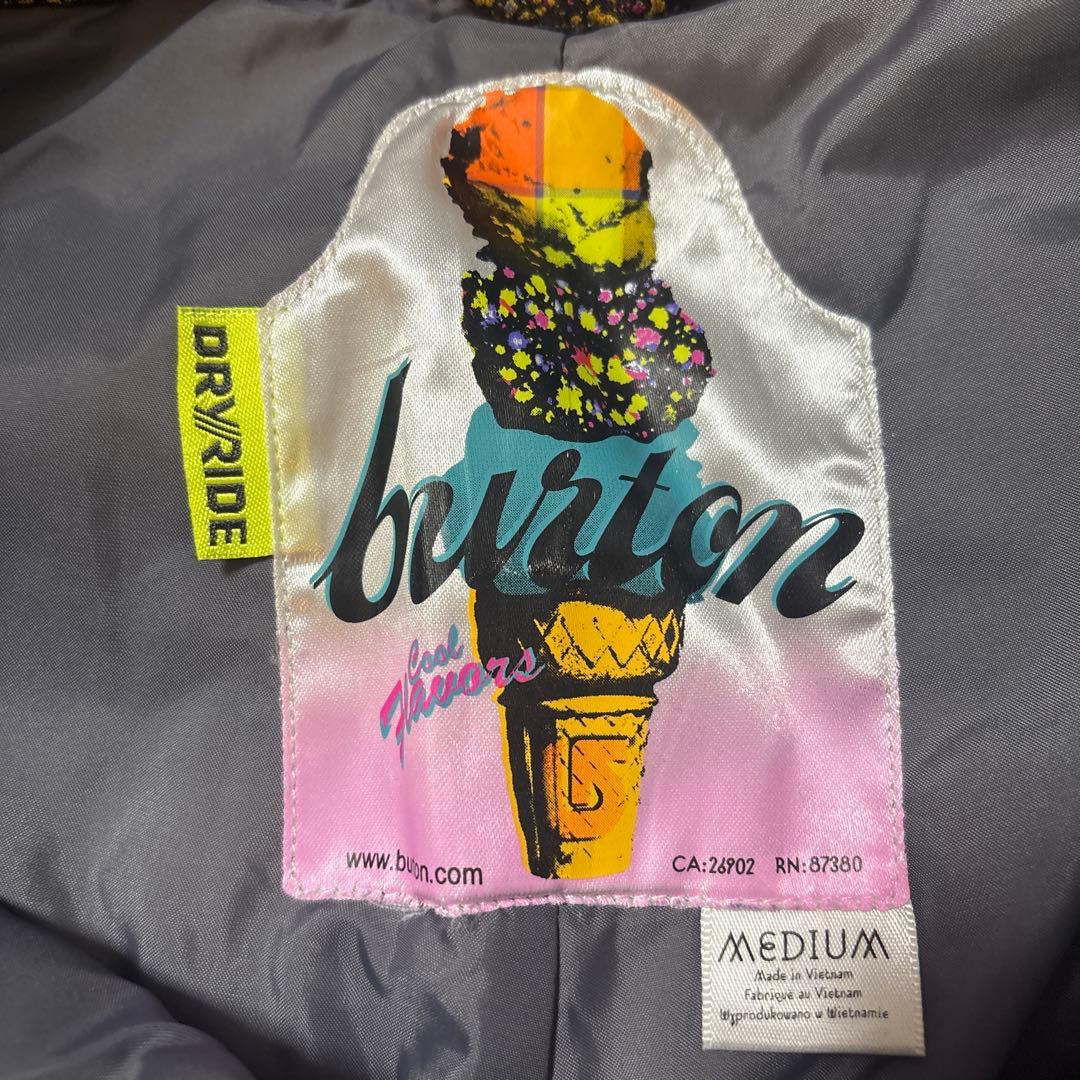 DRY//RIDE
burton
Cool
Flavors
www.burton.com
CA:26902 RN:87380
MEDIUM
Made in Vietnam
Fabriqué au Vietnam
Wyprodukowano w Wietnamie